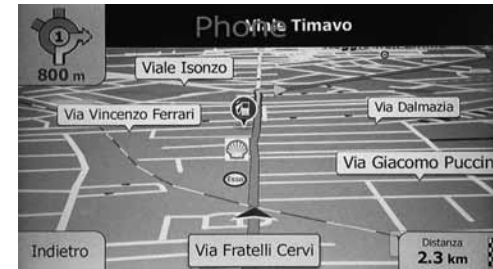 Phone
Viale Timavo
1
800 m
Viale Isonzo
Via Vincenzo Ferrari
Via Dalmazia
Via Giacomo Puccin
Esso
Indietro
Via Fratelli Cervi
Distanza
2.3 km